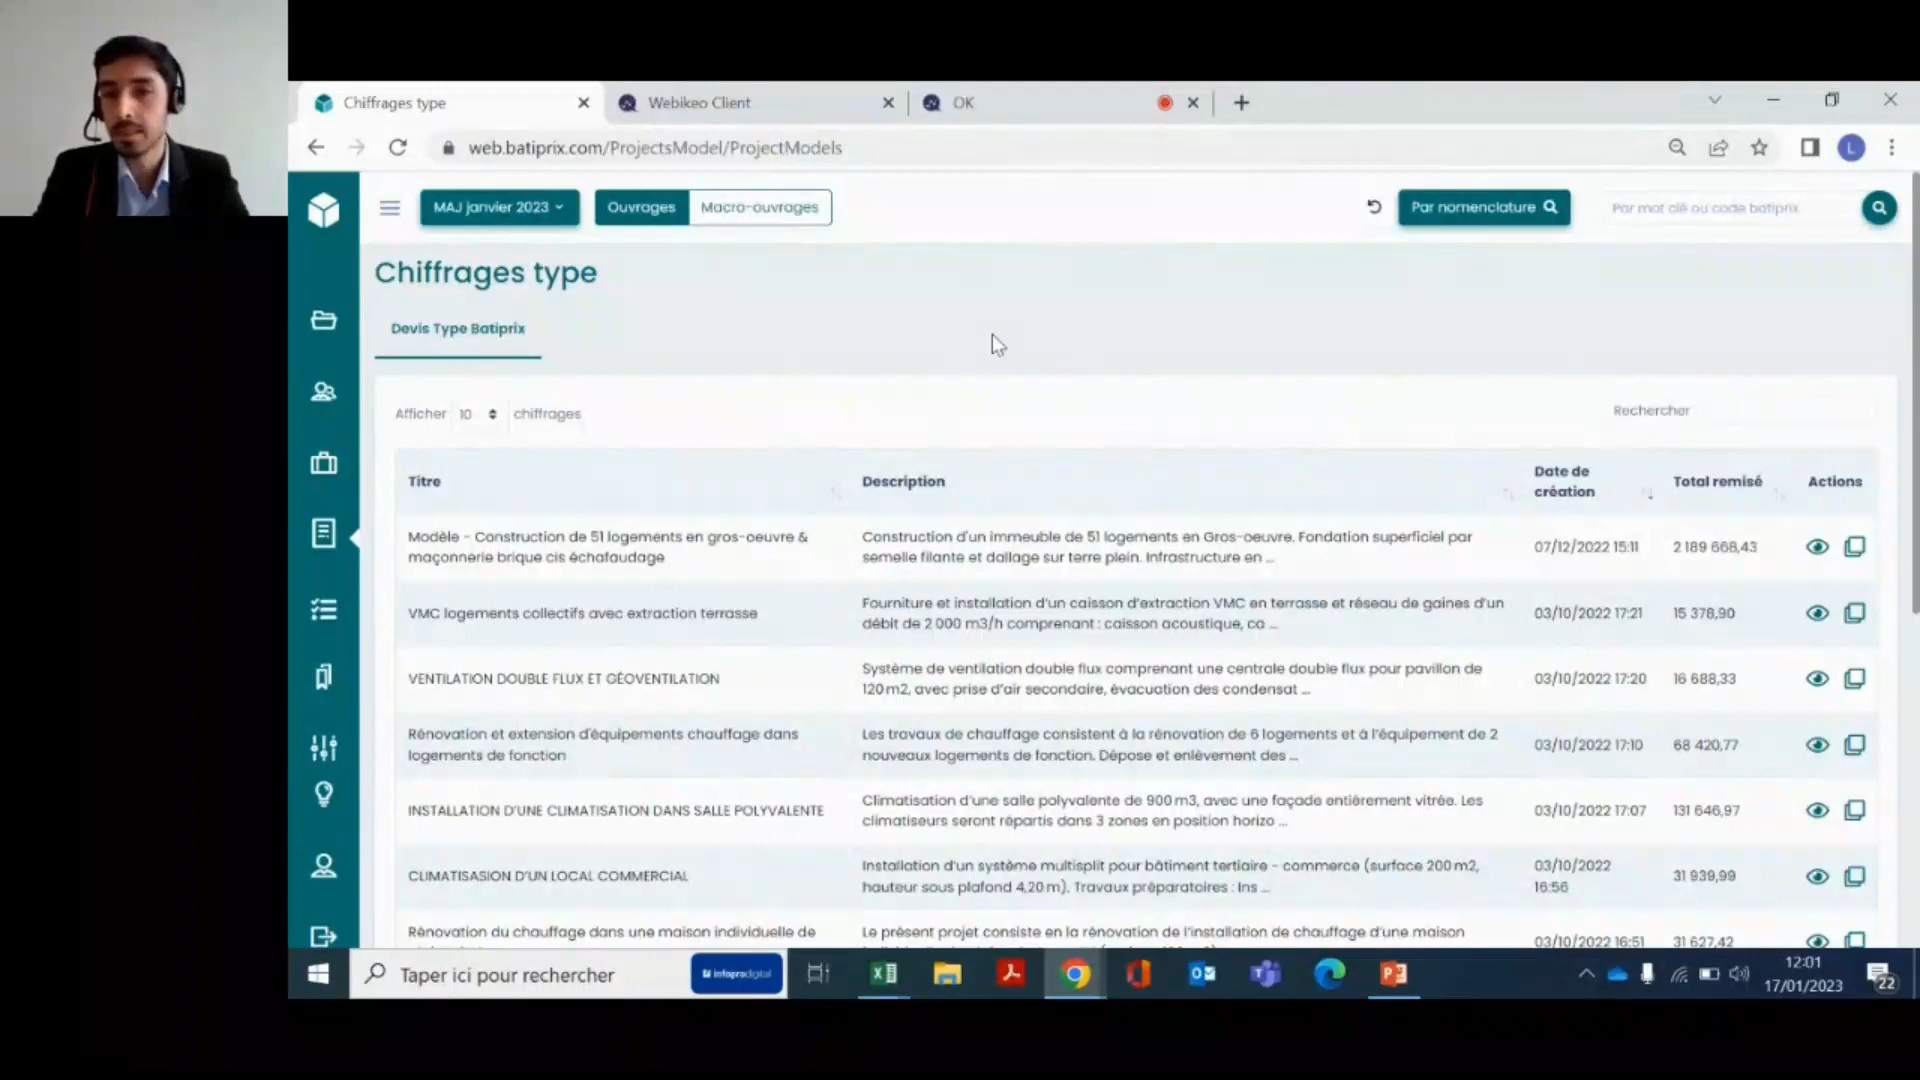 Chiffrages type
Webikeo Client
OK
web.batiprix.com/ProjectsModel/ProjectModels
L
MAJ janvier 2023
Ouvrages
Macro-ouvrages
Par nomenclature
Par mot clé ou code batiprix
Chiffrages type
Devis Type Batiprix
Afficher 10 chiffrages
Rechercher
Titre
Description
Date de
création
Total remisé
Actions
Modèle - Construction de 51 logements en gros-oeuvre &
maçonnerie brique cis échafaudage
Construction d'un immeuble de 51 logements en Gros-oeuvre. Fondation superficiel par
semelle filante et dallage sur terre plein. Infrastructure en ...
07/12/2022 15:11
2 189 668,43
VMC logements collectifs avec extraction terrasse
Fourniture et installation d'un caisson d'extraction VMC en terrasse et réseau de gaines d'un
débit de 2 000 m3/h comprenant : caisson acoustique, ca ...
03/10/2022 17:21
15 378,90
VENTILATION DOUBLE FLUX ET GÉOVENTILATION
Système de ventilation double flux comprenant une centrale double flux pour pavillon de
120 m2, avec prise d'air secondaire, évacuation des condensat ...
03/10/2022 17:20
16 688,33
Rénovation et extension d'équipements chauffage dans
logements de fonction
Les travaux de chauffage consistent à la rénovation de 6 logements et à l'équipement de 2
nouveaux logements de fonction. Dépose et enlèvement des ...
03/10/2022 17:10
68 420,77
INSTALLATION D'UNE CLIMATISATION DANS SALLE POLYVALENTE
Climatisation d'une salle polyvalente de 900 m3, avec une façade entièrement vitrée. Les
climatiseurs seront répartis dans 3 zones en position horizo ...
03/10/2022 17:07
131 646,97
CLIMATISASION D'UN LOCAL COMMERCIAL
Installation d'un système multisplit pour bâtiment tertiaire - commerce (surface 200 m2,
hauteur sous plafond 4,20 m). Travaux préparatoires : Ins ...
03/10/2022
16:56
31 939,99
Rénovation du chauffage dans une maison individuelle de
Le présent projet consiste en la rénovation de l'installation de chauffage d'une maison
03/10/2022 16:51
31 627,42
Taper ici pour rechercher
infoprodigital
12:01
17/01/2023
22